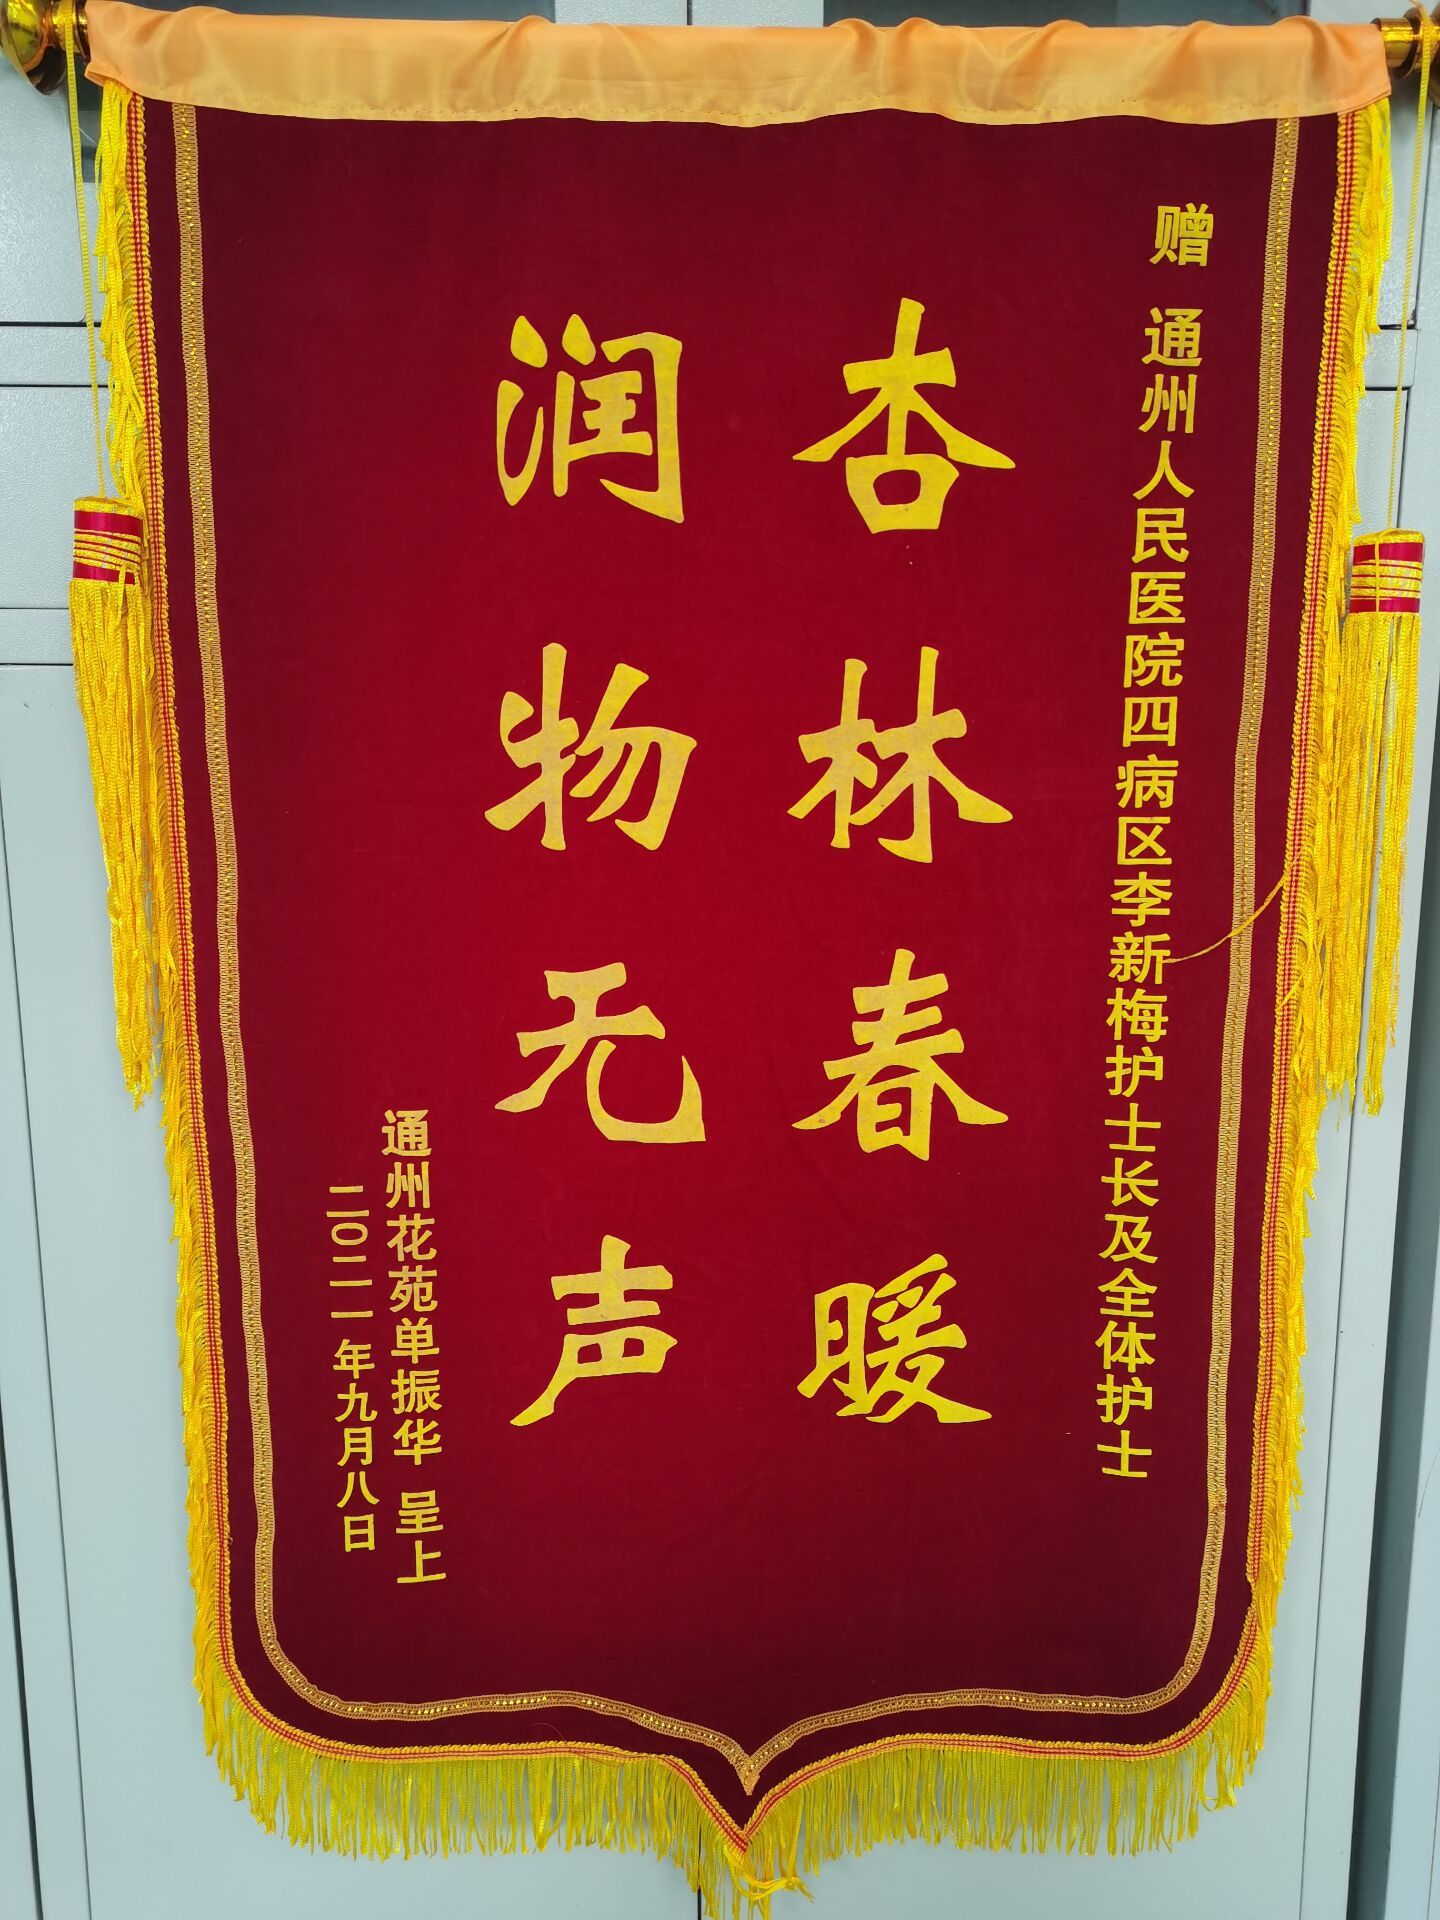 赠 通州人民医院四病区李新梅护士长及全体护士
杏林春暖
润物无声
通州花苑单振华 呈上
二〇二一年九月八日